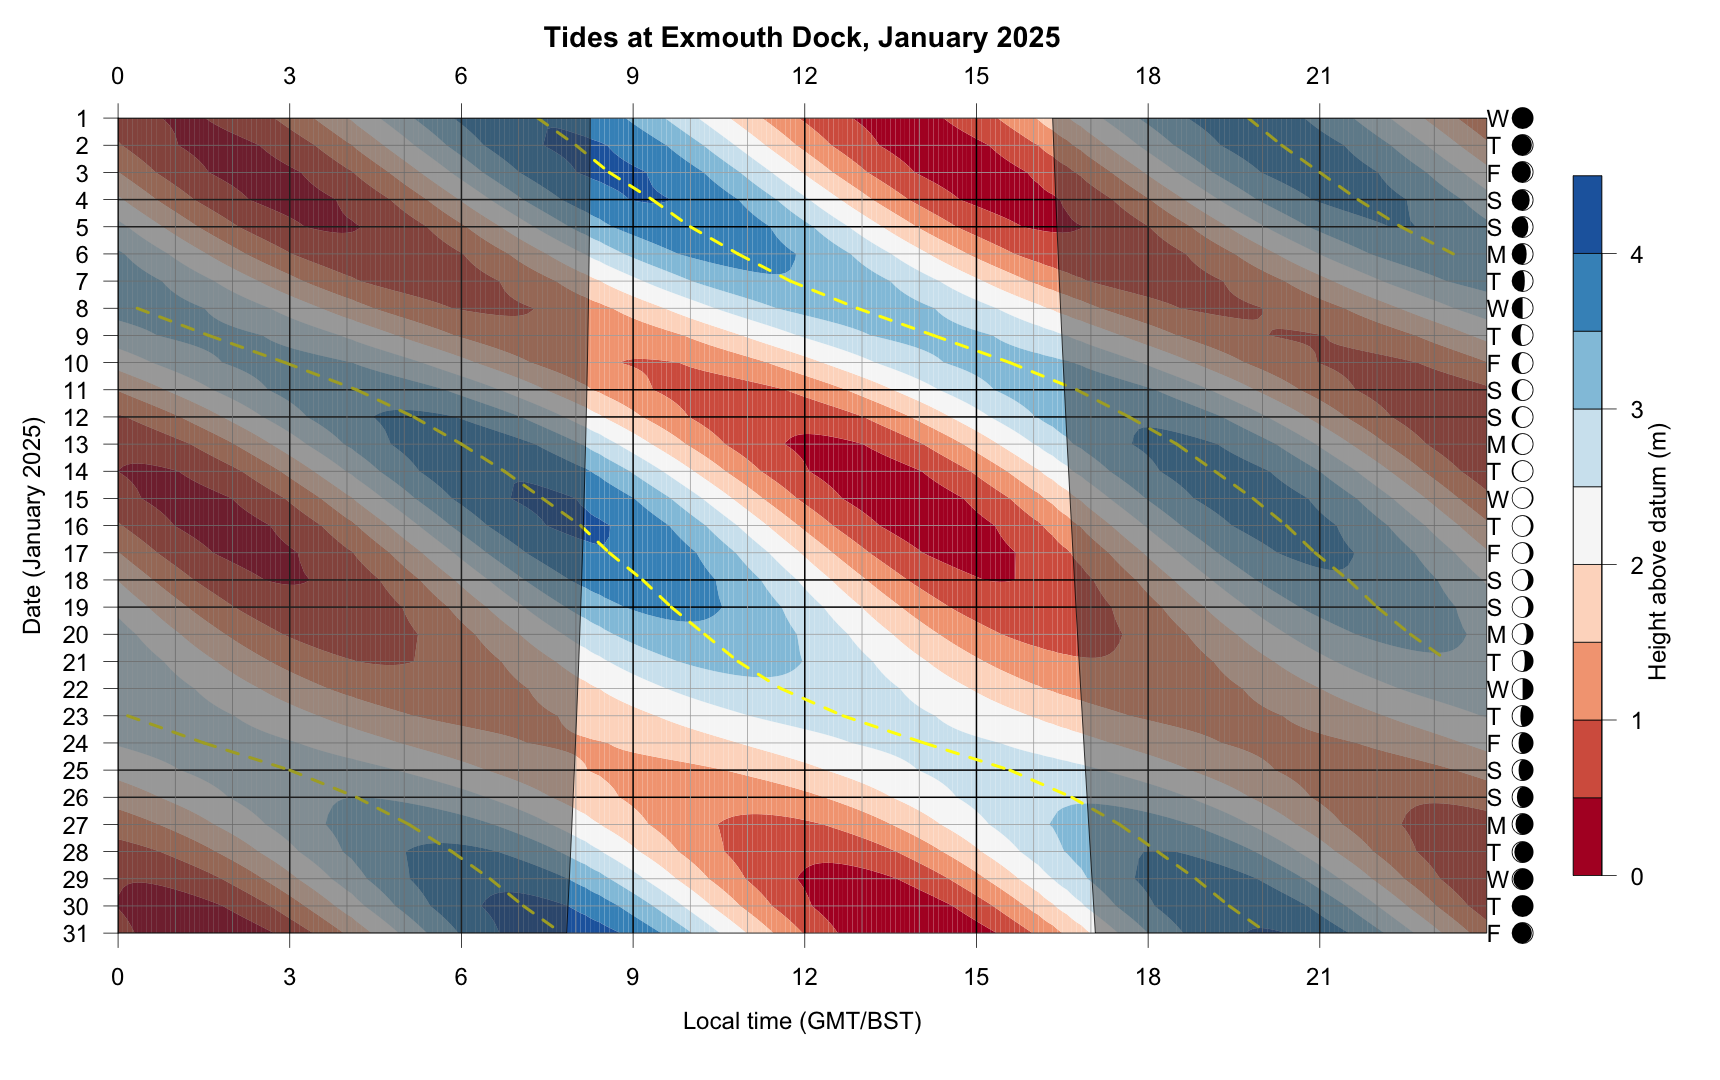 Tides at Exmouth Dock, January 2025
0 3 6 9 12 15 18 21
1 W
2 T
3 F
4 S
5 S
6 M
7 T
8 W
9 T
10 F
11 S
12 S
13 M
14 T
15 W
16 T
17 F
18 S
19 S
20 M
21 T
22 W
23 T
24 F
25 S
26 S
27 M
28 T
29 W
30 T
31 F
0 3 6 9 12 15 18 21
Local time (GMT/BST)
Date (January 2025)
4
3
2
1
0
Height above datum (m)